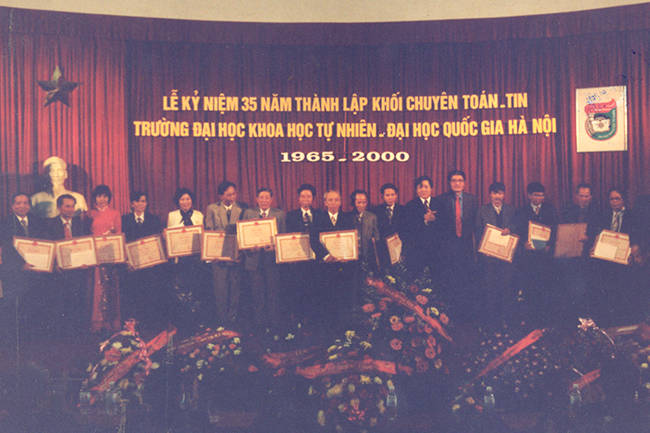 LỄ KỶ NIỆM 35 NĂM THÀNH LẬP KHỐI CHUYÊN TOÁN-TIN
TRƯỜNG ĐẠI HỌC KHOA HỌC TỰ NHIÊN - ĐẠI HỌC QUỐC GIA HÀ NỘI
1965-2000